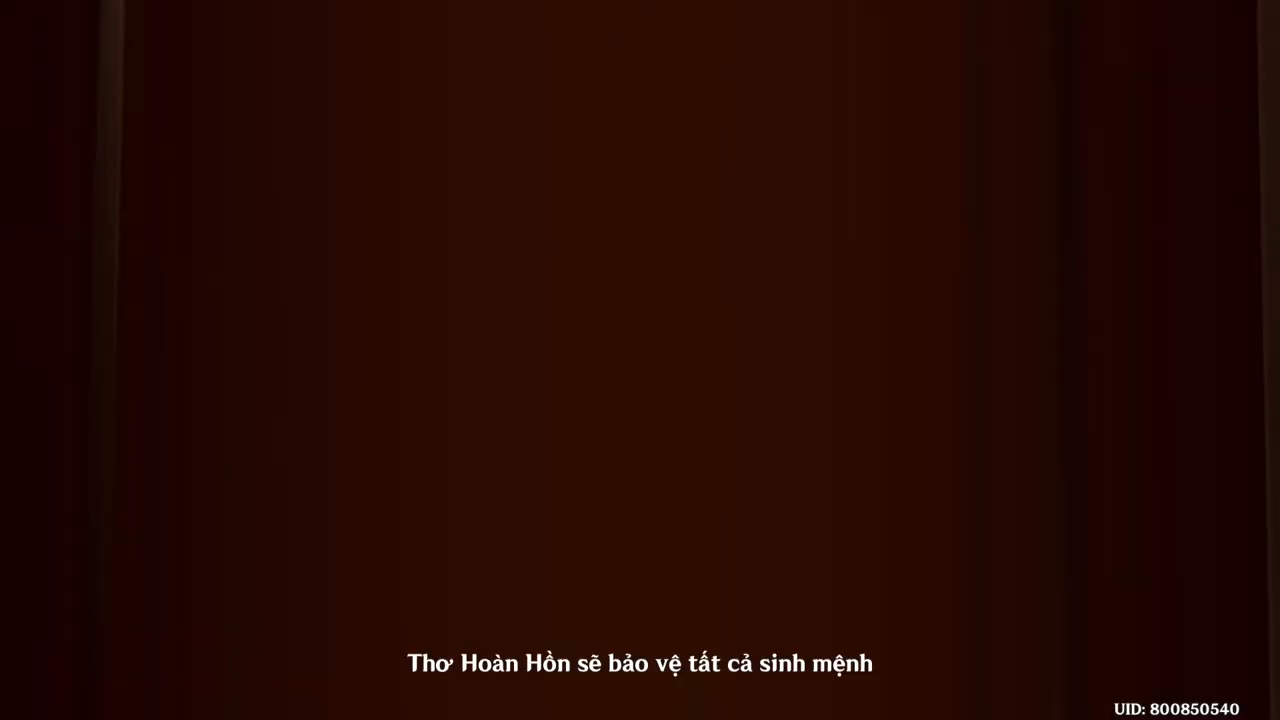 Thơ Hoàn Hồn sẽ bảo vệ tất cả sinh mệnh
UID: 800850540